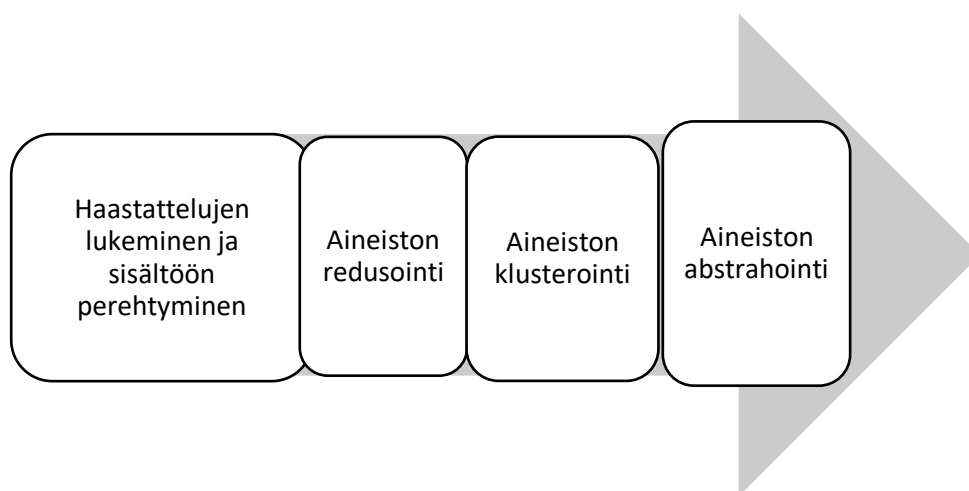 Haastattelujen
lukeminen ja
sisältöön
perehtyminen
Aineiston
redusointi
Aineiston
klusterointi
Aineiston
abstrahointi